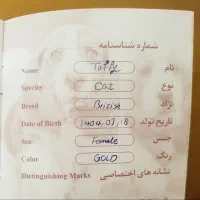 شماره شناسنامه
Name Toffy نام
Species Cat نوع
Breed British نژاد
Date of Birth 1404,03,18 تاریخ تولد
Sex Female جنس
Color GOLD رنگ
Distinguishing Marks نشانه های اختصاصی